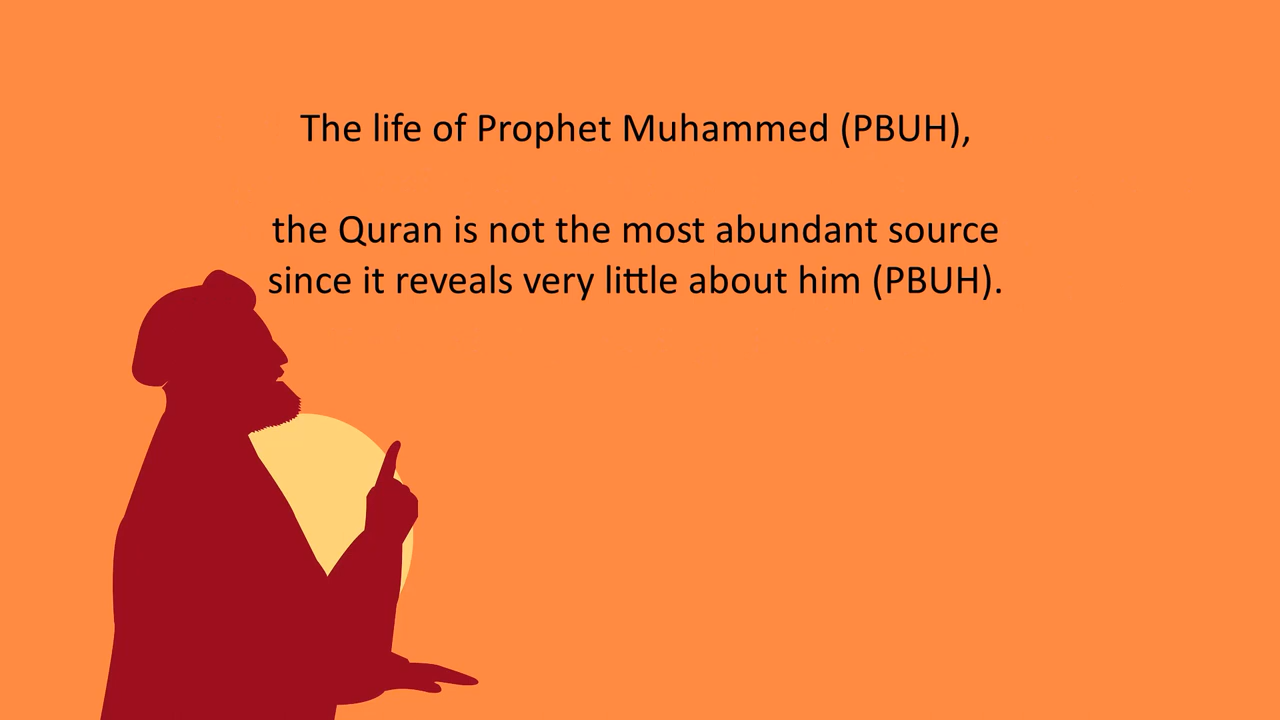 The life of Prophet Muhammed (PBUH),
the Quran is not the most abundant source
since it reveals very little about him (PBUH).